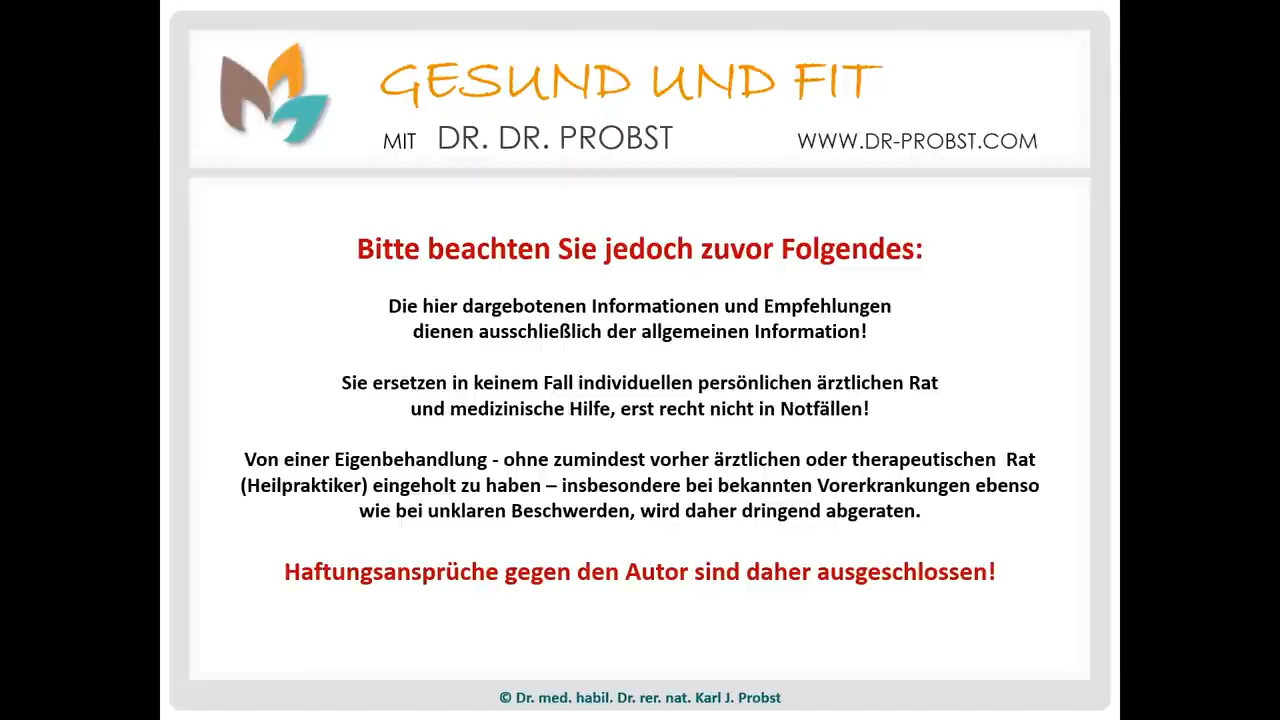 GESUND UND FIT
MIT DR. DR. PROBST WWW.DR-PROBST.COM
Bitte beachten Sie jedoch zuvor Folgendes:
Die hier dargebotenen Informationen und Empfehlungen
dienen ausschließlich der allgemeinen Information!
Sie ersetzen in keinem Fall individuellen persönlichen ärztlichen Rat
und medizinische Hilfe, erst recht nicht in Notfällen!
Von einer Eigenbehandlung - ohne zumindest vorher ärztlichen oder therapeutischen Rat
(Heilpraktiker) eingeholt zu haben – insbesondere bei bekannten Vorerkrankungen ebenso
wie bei unklaren Beschwerden, wird daher dringend abgeraten.
Haftungsansprüche gegen den Autor sind daher ausgeschlossen!
© Dr. med. habil. Dr. rer. nat. Karl J. Probst